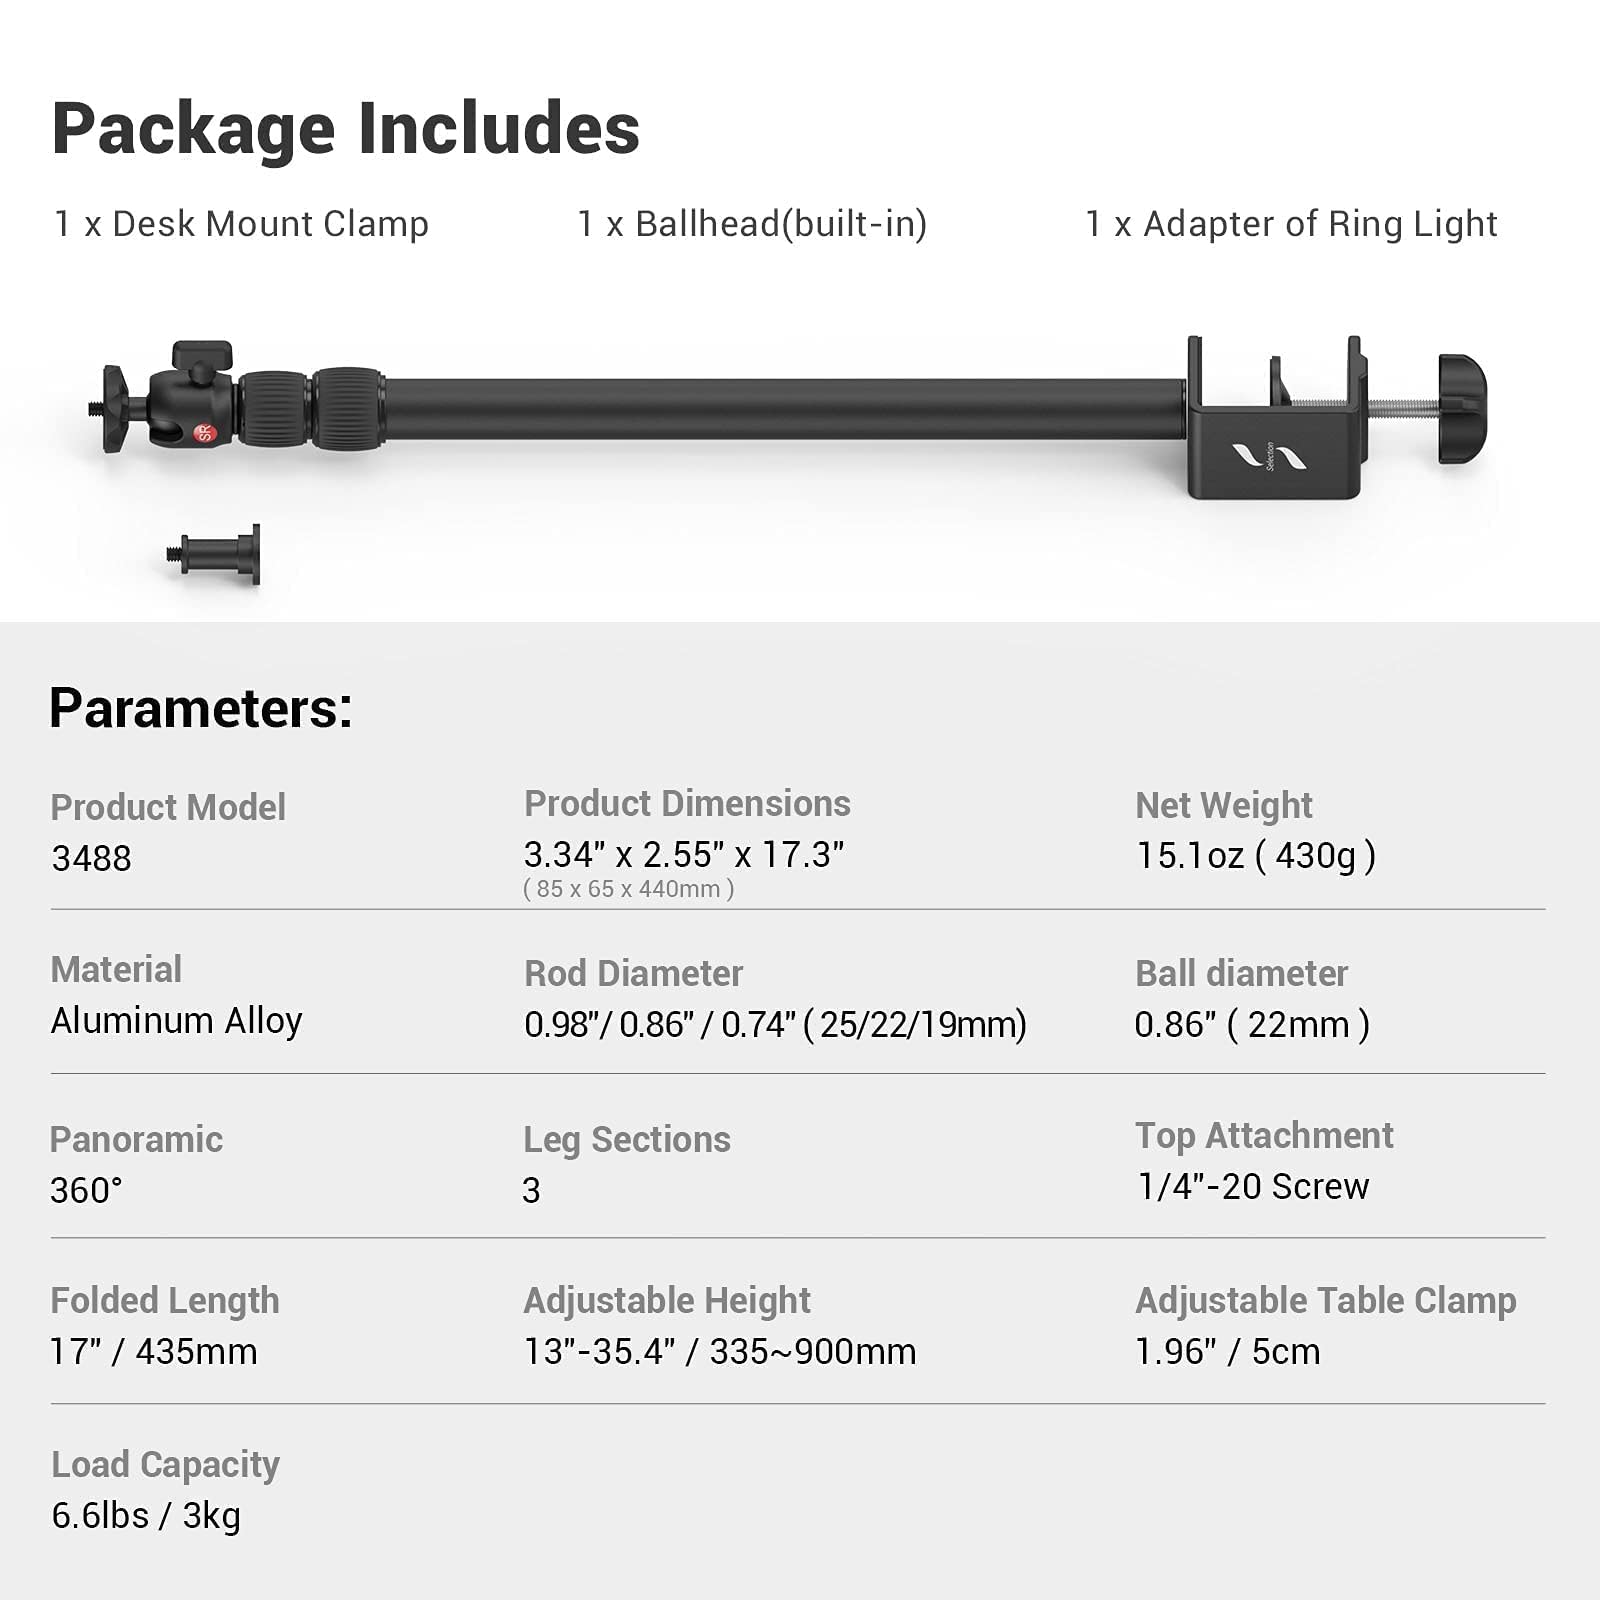 Package Includes
1 x Desk Mount Clamp
1 x Ballhead(built-in)
1 x Adapter of Ring Light
SR
Selection
Parameters:
Product Model
3488
Product Dimensions
3.34" x 2.55" x 17.3"
( 85 x 65 x 440mm )
Net Weight
15.1oz ( 430g )
Material
Aluminum Alloy
Rod Diameter
0.98"/ 0.86" / 0.74" ( 25/22/19mm)
Ball diameter
0.86" ( 22mm )
Panoramic
360°
Leg Sections
3
Top Attachment
1/4"-20 Screw
Folded Length
17" / 435mm
Adjustable Height
13"-35.4" / 335~900mm
Adjustable Table Clamp
1.96" / 5cm
Load Capacity
6.6lbs / 3kg